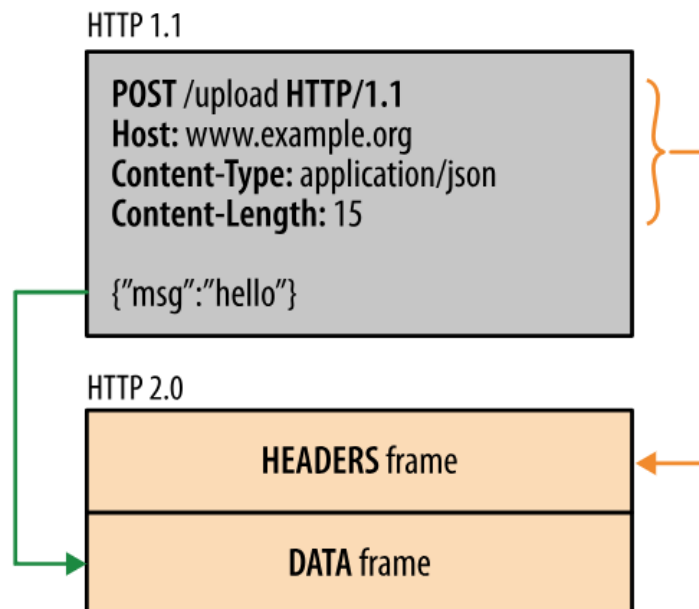 HTTP 1.1
POST /upload HTTP/1.1
Host: www.example.org
Content-Type: application/json
Content-Length: 15
{”msg”:”hello”}
HTTP 2.0
HEADERS frame
DATA frame